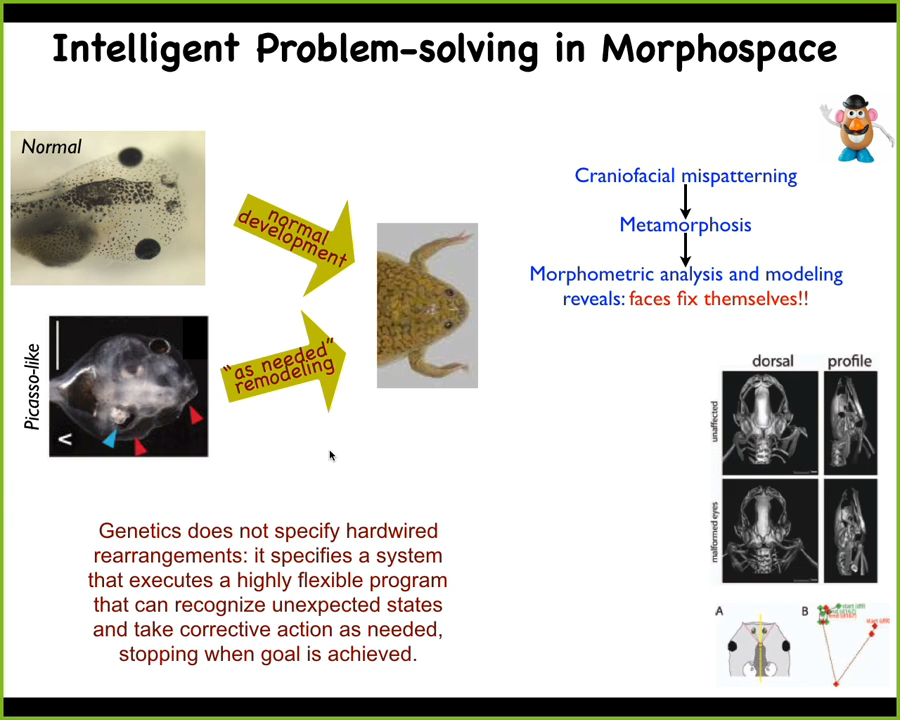 Intelligent Problem-solving in Morphospace
Normal
normal
development
Picasso-like
"as needed"
remodeling
Craniofacial mispatterning
Metamorphosis
Morphometric analysis and modeling
reveals: faces fix themselves!!
dorsal
profile
unaffected
malformed eyes
Genetics does not specify hardwired
rearrangements: it specifies a system
that executes a highly flexible program
that can recognize unexpected states
and take corrective action as needed,
stopping when goal is achieved.
A
B